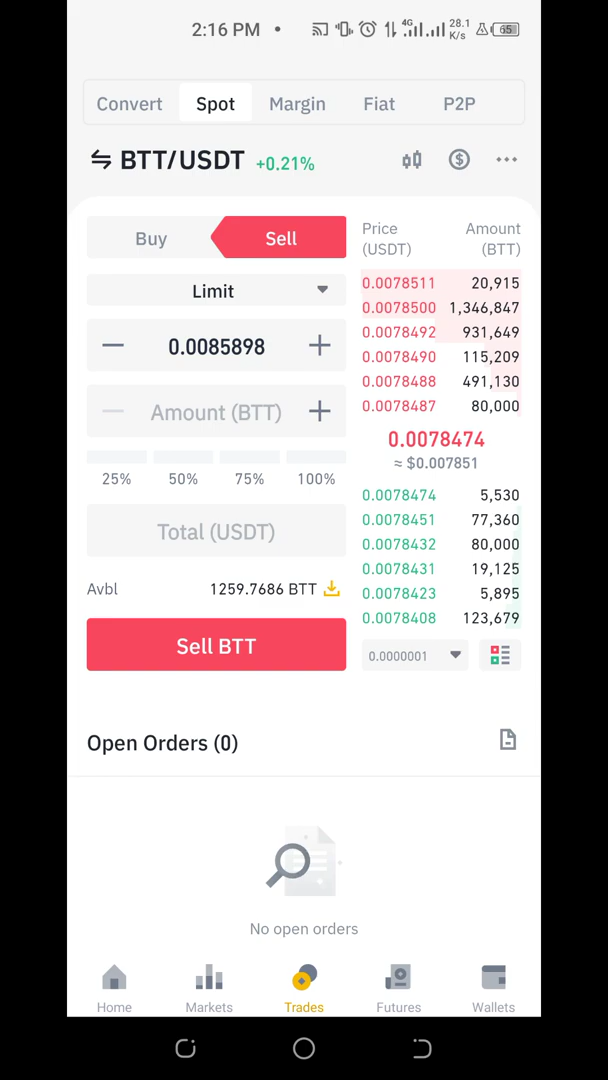 2:16 PM • 4G 28.1 K/s 65
Convert Spot Margin Fiat P2P
BTT/USDT +0.21%
Buy Sell
Limit
0.0085898
Amount (BTT)
25% 50% 75% 100%
Total (USDT)
Avbl 1259.7686 BTT
Sell BTT
Price (USDT) Amount (BTT)
0.0078511 20,915
0.0078500 1,346,847
0.0078492 931,649
0.0078490 115,209
0.0078488 491,130
0.0078487 80,000
0.0078474
≈ $0.007851
0.0078474 5,530
0.0078451 77,360
0.0078432 80,000
0.0078431 19,125
0.0078423 5,895
0.0078408 123,679
0.0000001
Open Orders (0)
No open orders
Home Markets Trades Futures Wallets